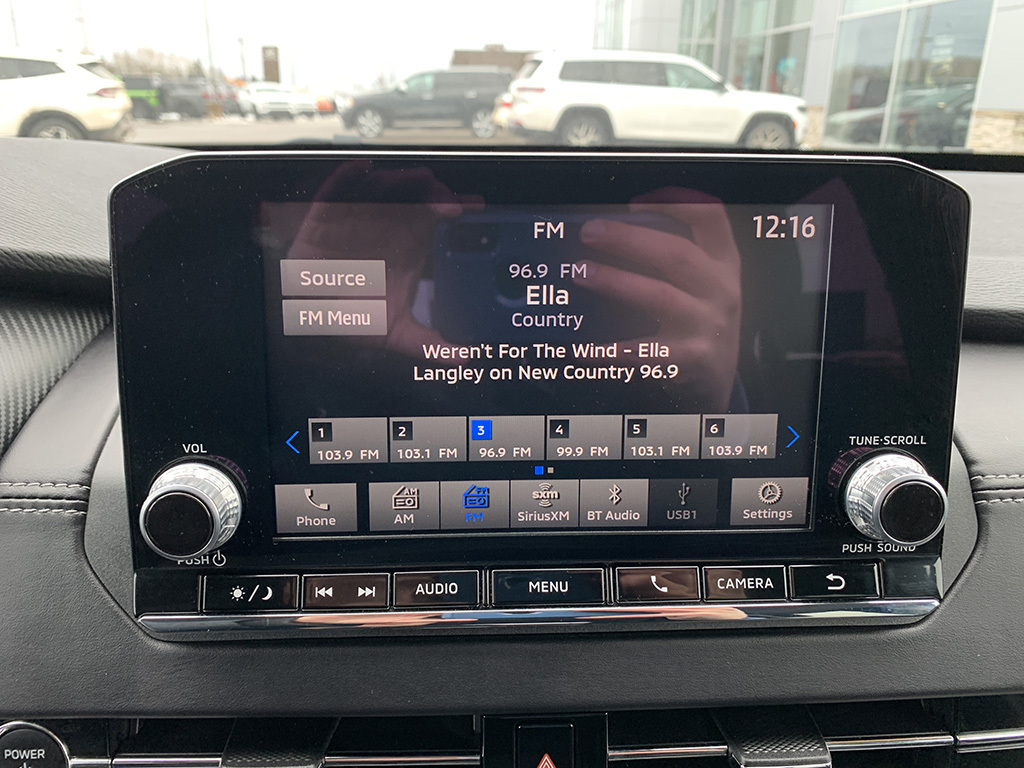 FM
12:16
Source
FM Menu
96.9 FM
Ella
Country
Weren't For The Wind - Ella
Langley on New Country 96.9
1 2 3 4 5 6
103.9 FM 103.1 FM 96.9 FM 99.9 FM 103.1 FM 103.9 FM
AM FM sxm
Phone AM FM SiriusXM BT Audio USB1 Settings
VOL
PUSH
TUNE·SCROLL
PUSH SOUND
AUDIO MENU CAMERA
POWER